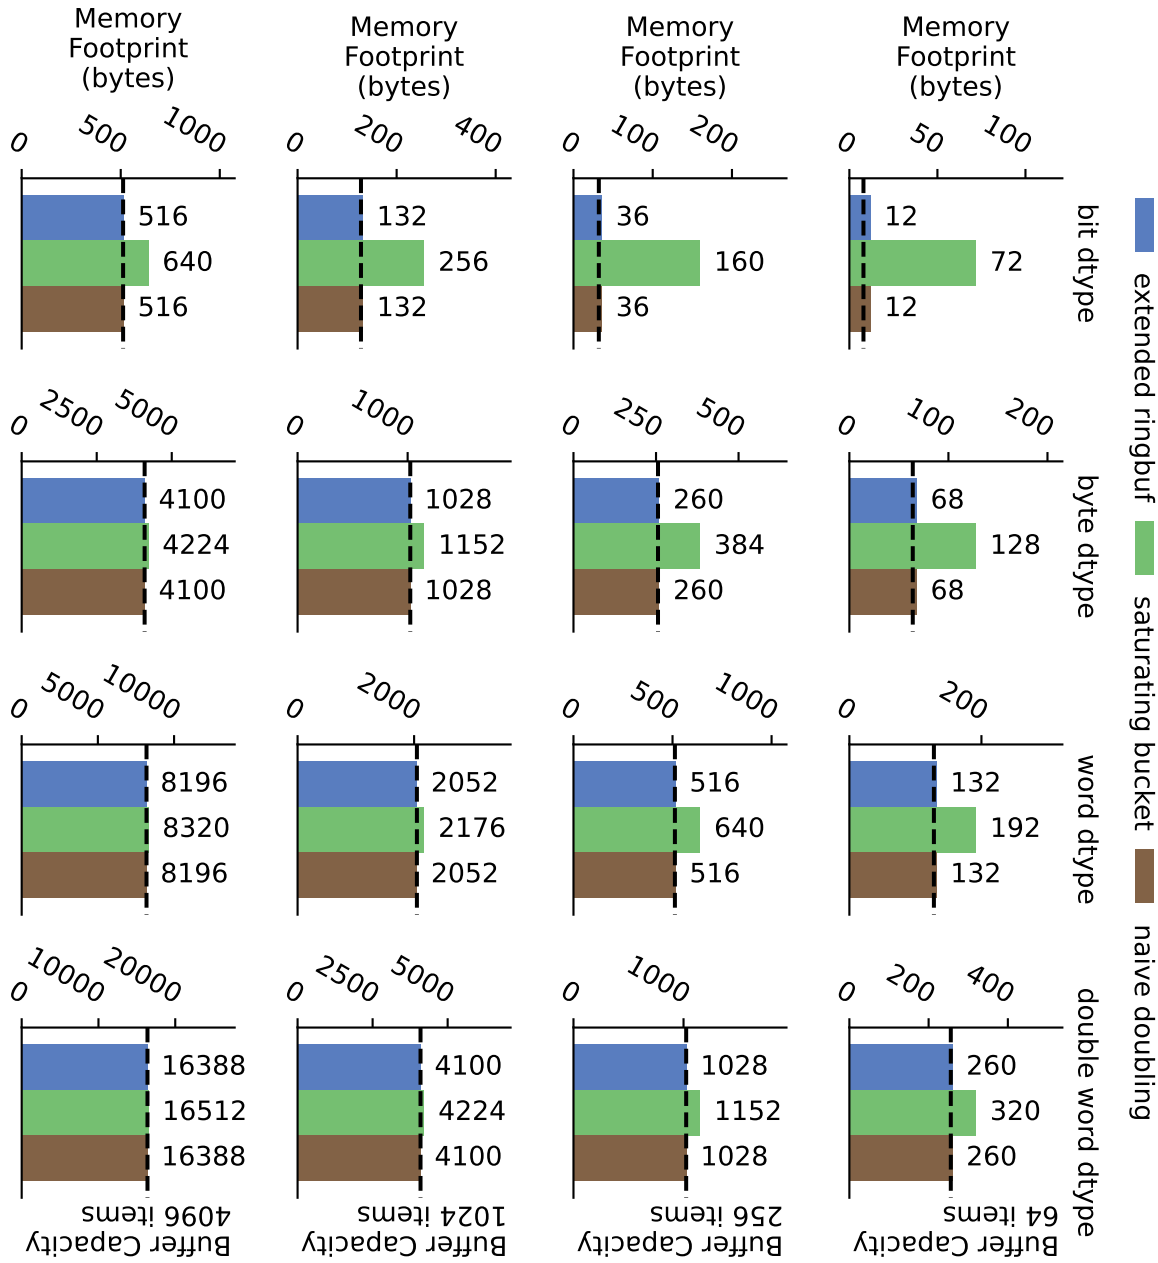 Memory
Footprint
(bytes)
Memory
Footprint
(bytes)
Memory
Footprint
(bytes)
Memory
Footprint
(bytes)
0 500 1000
0 200 400
0 100 200
0 50 100
516
640
516
132
256
132
36
160
36
12
72
12
bit dtype
0 2500 5000
0 1000
0 250 500
0 100 200
4100
4224
4100
1028
1152
1028
260
384
260
68
128
68
byte dtype
0 5000 10000
0 2000
0 500 1000
0 200
8196
8320
8196
2052
2176
2052
516
640
516
132
192
132
word dtype
0 10000 20000
0 2500 5000
0 1000
0 200 400
16388
16512
16388
4100
4224
4100
1028
1152
1028
260
320
260
double word dtype
Buffer Capacity
4096 items
Buffer Capacity
1024 items
Buffer Capacity
256 items
Buffer Capacity
64 items
extended ringbuf
saturating bucket
naive doubling